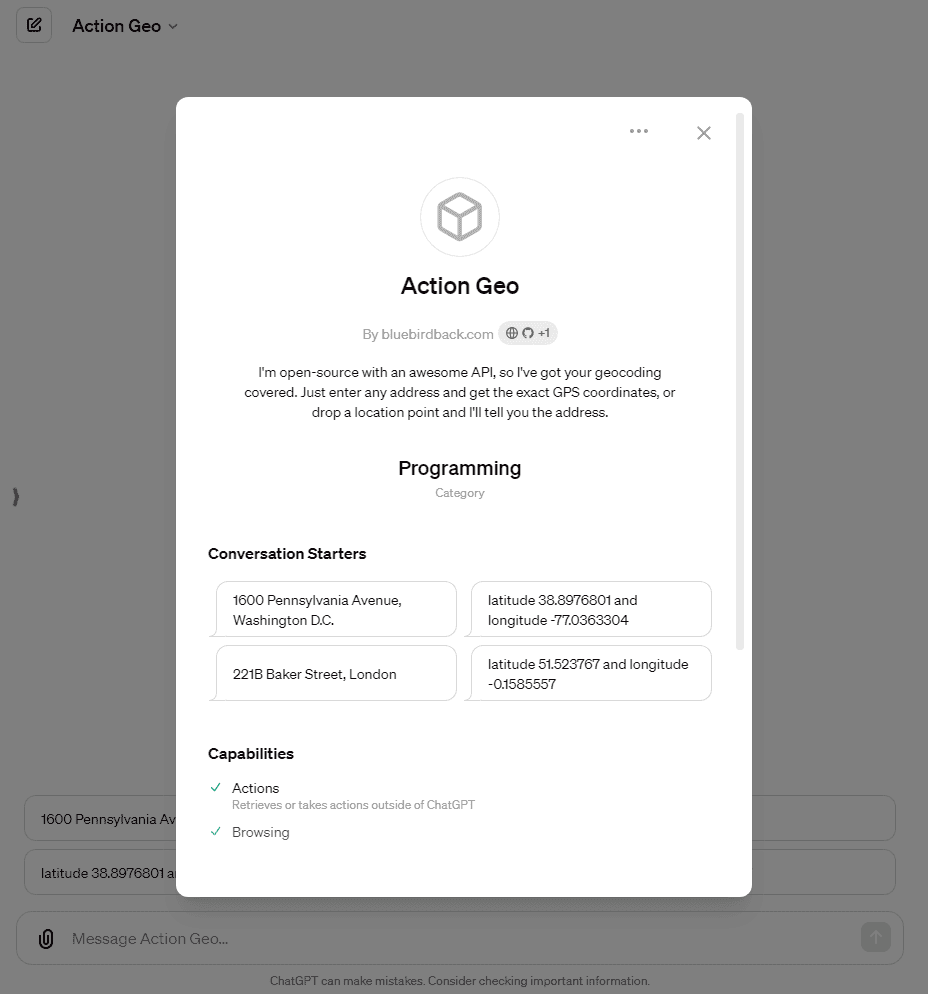 Action Geo
Action Geo
By bluebirdback.com +1
I'm open-source with an awesome API, so I've got your geocoding
covered. Just enter any address and get the exact GPS coordinates, or
drop a location point and I'll tell you the address.
Programming
Category
Conversation Starters
1600 Pennsylvania Avenue,
Washington D.C.
latitude 38.8976801 and
longitude -77.0363304
221B Baker Street, London
latitude 51.523767 and longitude
-0.1585557
Capabilities
Actions
Retrieves or takes actions outside of ChatGPT
Browsing
1600 Pennsylvania Av
latitude 38.8976801 a
Message Action Geo...
ChatGPT can make mistakes. Consider checking important information.